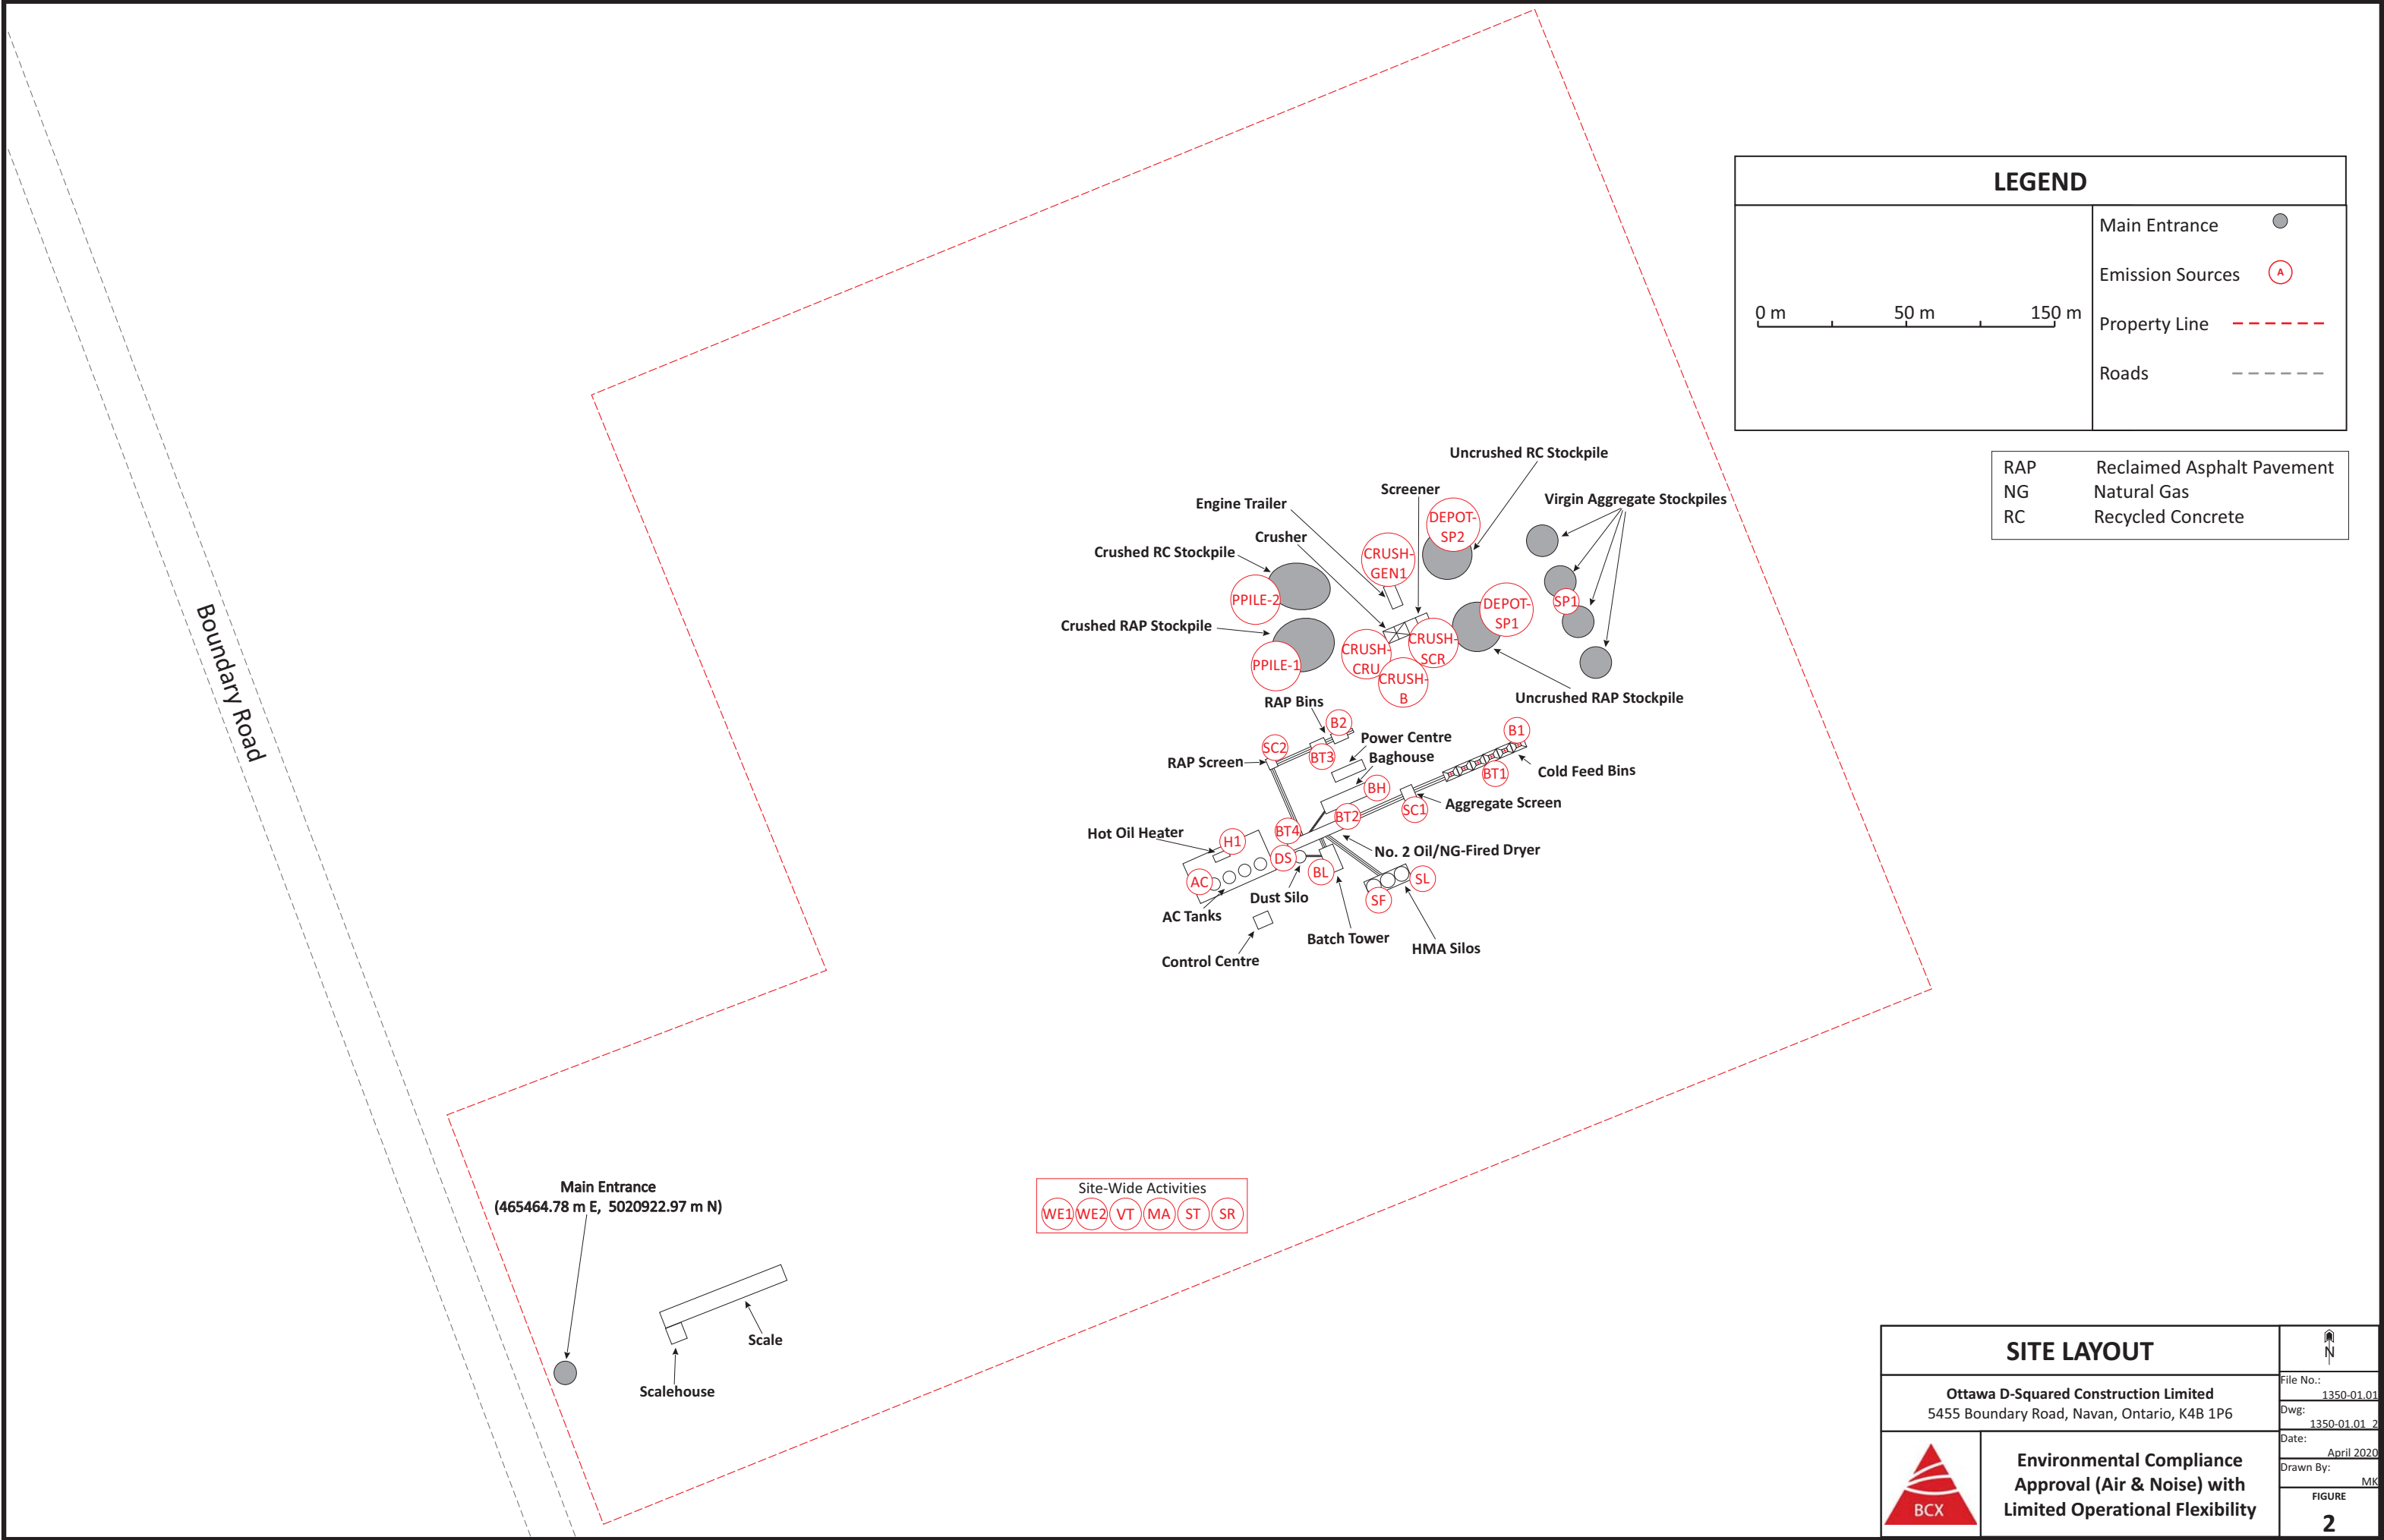 LEGEND
Main Entrance
Emission Sources
A
0 m
50 m
150 m
Property Line
Roads
RAP Reclaimed Asphalt Pavement
NG Natural Gas
RC Recycled Concrete
Uncrushed RC Stockpile
Screener
Virgin Aggregate Stockpiles
Engine Trailer
DEPOT-
SP2
Crusher
Crushed RC Stockpile
CRUSH-
GEN1
PPILE-2
SP1
DEPOT-
SP1
Crushed RAP Stockpile
CRUSH-
SCR
CRUSH-
CRU
PPILE-1
CRUSH-
B
Uncrushed RAP Stockpile
RAP Bins
B2
B1
Power Centre
SC2
BT3
Baghouse
RAP Screen
Cold Feed Bins
BT1
BH
Aggregate Screen
SC1
BT2
BT4
Hot Oil Heater
H1
No. 2 Oil/NG-Fired Dryer
DS
BL
SL
AC
Dust Silo
SF
AC Tanks
Batch Tower
HMA Silos
Control Centre
Boundary Road
Main Entrance
(465464.78 m E, 5020922.97 m N)
Site-Wide Activities
WE1 WE2 VT MA ST SR
Scale
Scalehouse
SITE LAYOUT
Ottawa D-Squared Construction Limited
5455 Boundary Road, Navan, Ontario, K4B 1P6
BCX
Environmental Compliance
Approval (Air & Noise) with
Limited Operational Flexibility
N
File No.:
1350-01.01
Dwg:
1350-01.01_2
Date:
April 2020
Drawn By:
MK
FIGURE
2